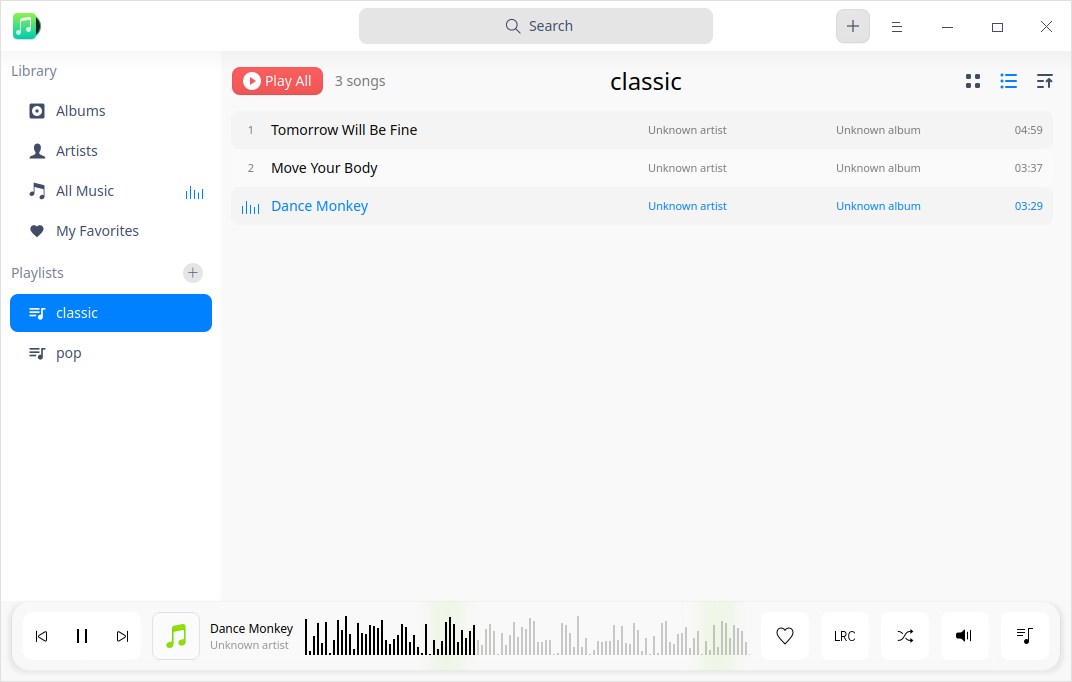 Search
Library
Albums
Artists
All Music
My Favorites
Playlists
classic
pop
Play All 3 songs classic
1 Tomorrow Will Be Fine Unknown artist Unknown album 04:59
2 Move Your Body Unknown artist Unknown album 03:37
Dance Monkey Unknown artist Unknown album 03:29
Dance Monkey
Unknown artist
LRC